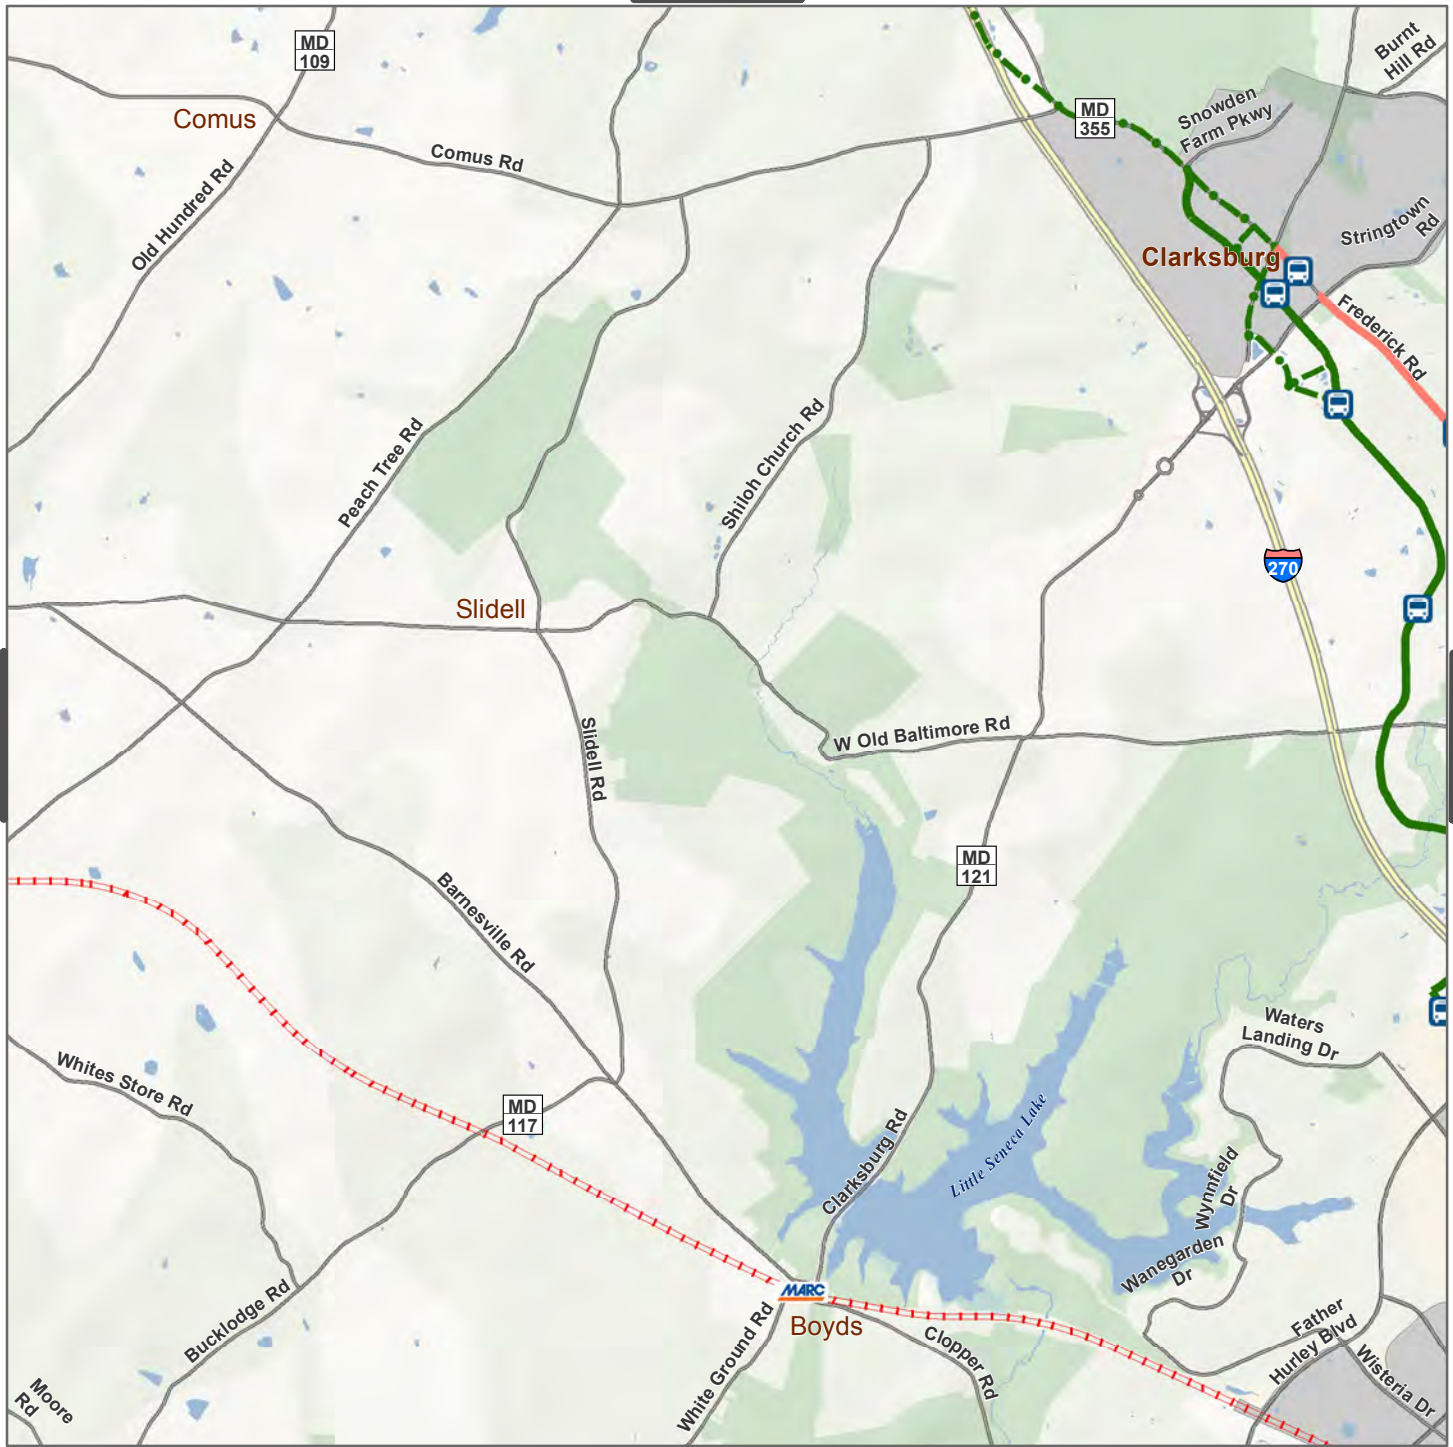 MD
109
Burnt
Hill Rd
Comus
MD
355
Snowden
Farm Pkwy
Comus Rd
Old Hundred Rd
Stringtown
Rd
Clarksburg
Frederick Rd
Peach Tree Rd
Shiloh Church Rd
270
Slidell
Slidell Rd
W Old Baltimore Rd
MD
121
Barnesville Rd
Waters
Landing Dr
Whites Store Rd
MD
117
Clarksburg Rd
Little Seneca Lake
Wynnfield
Dr
Wanegarden
Dr
Bucklodge Rd
MARC
Boyds
White Ground Rd
Clopper Rd
Father
Hurley Blvd
Wisteria Dr
Moore
Rd